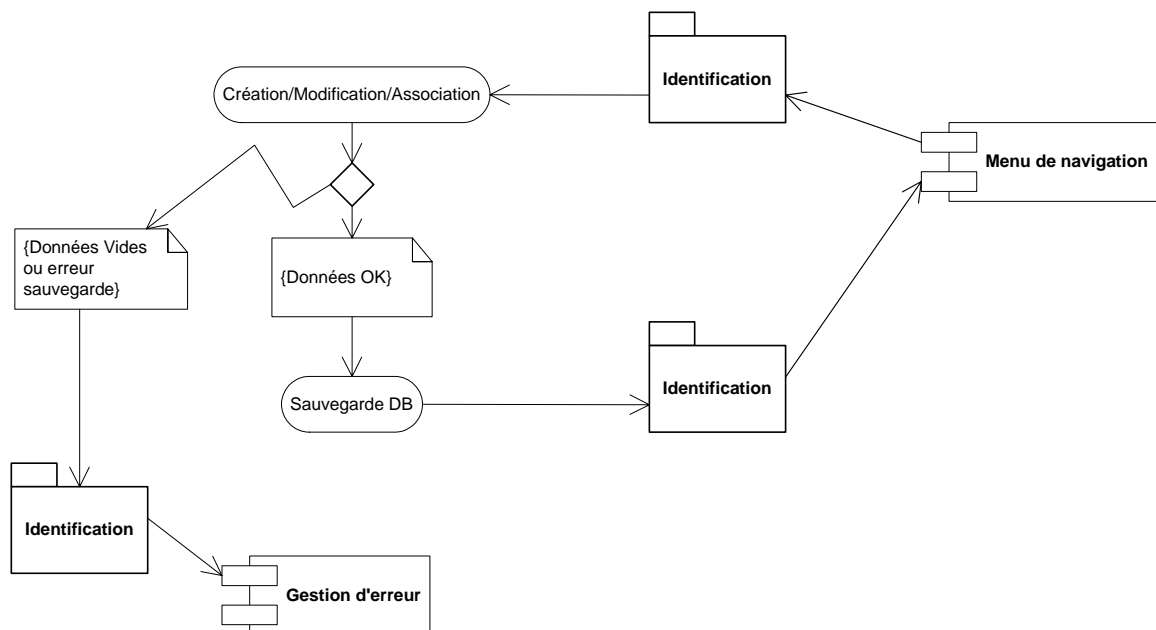 Identification
Création/Modification/Association
Menu de navigation
{Données Vides
ou erreur
sauvegarde}
{Données OK}
Identification
Sauvegarde DB
Identification
Gestion d'erreur